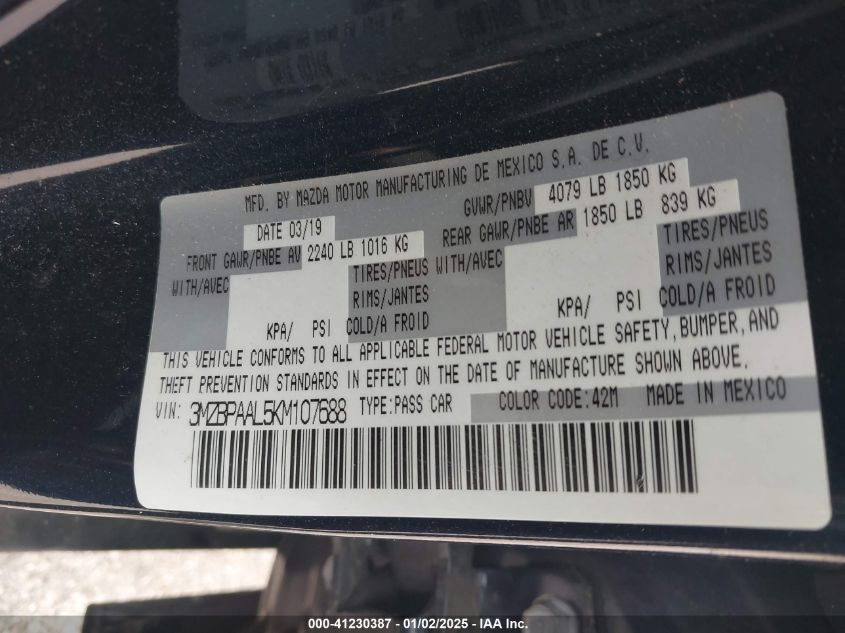 MFD. BY MAZDA MOTOR MANUFACTURING DE MEXICO S.A. DE C.V.
DATE 03/19 GVWR/PNBV 4079 LB 1850 KG
FRONT GAWR/PNBE AV 2240 LB 1016 KG REAR GAWR/PNBE AR 1850 LB 839 KG
WITH/AVEC TIRES/PNEUS WITH/AVEC TIRES/PNEUS
RIMS/JANTES RIMS/JANTES
KPA/ PSI COLD/A FROID KPA/ PSI COLD/A FROID
THIS VEHICLE CONFORMS TO ALL APPLICABLE FEDERAL MOTOR VEHICLE SAFETY, BUMPER, AND
THEFT PREVENTION STANDARDS IN EFFECT ON THE DATE OF MANUFACTURE SHOWN ABOVE.
VIN: 3MZBPAAL5KM107688 TYPE:PASS CAR COLOR CODE:42M MADE IN MEXICO
000-41230387 - 01/02/2025 - IAA Inc.